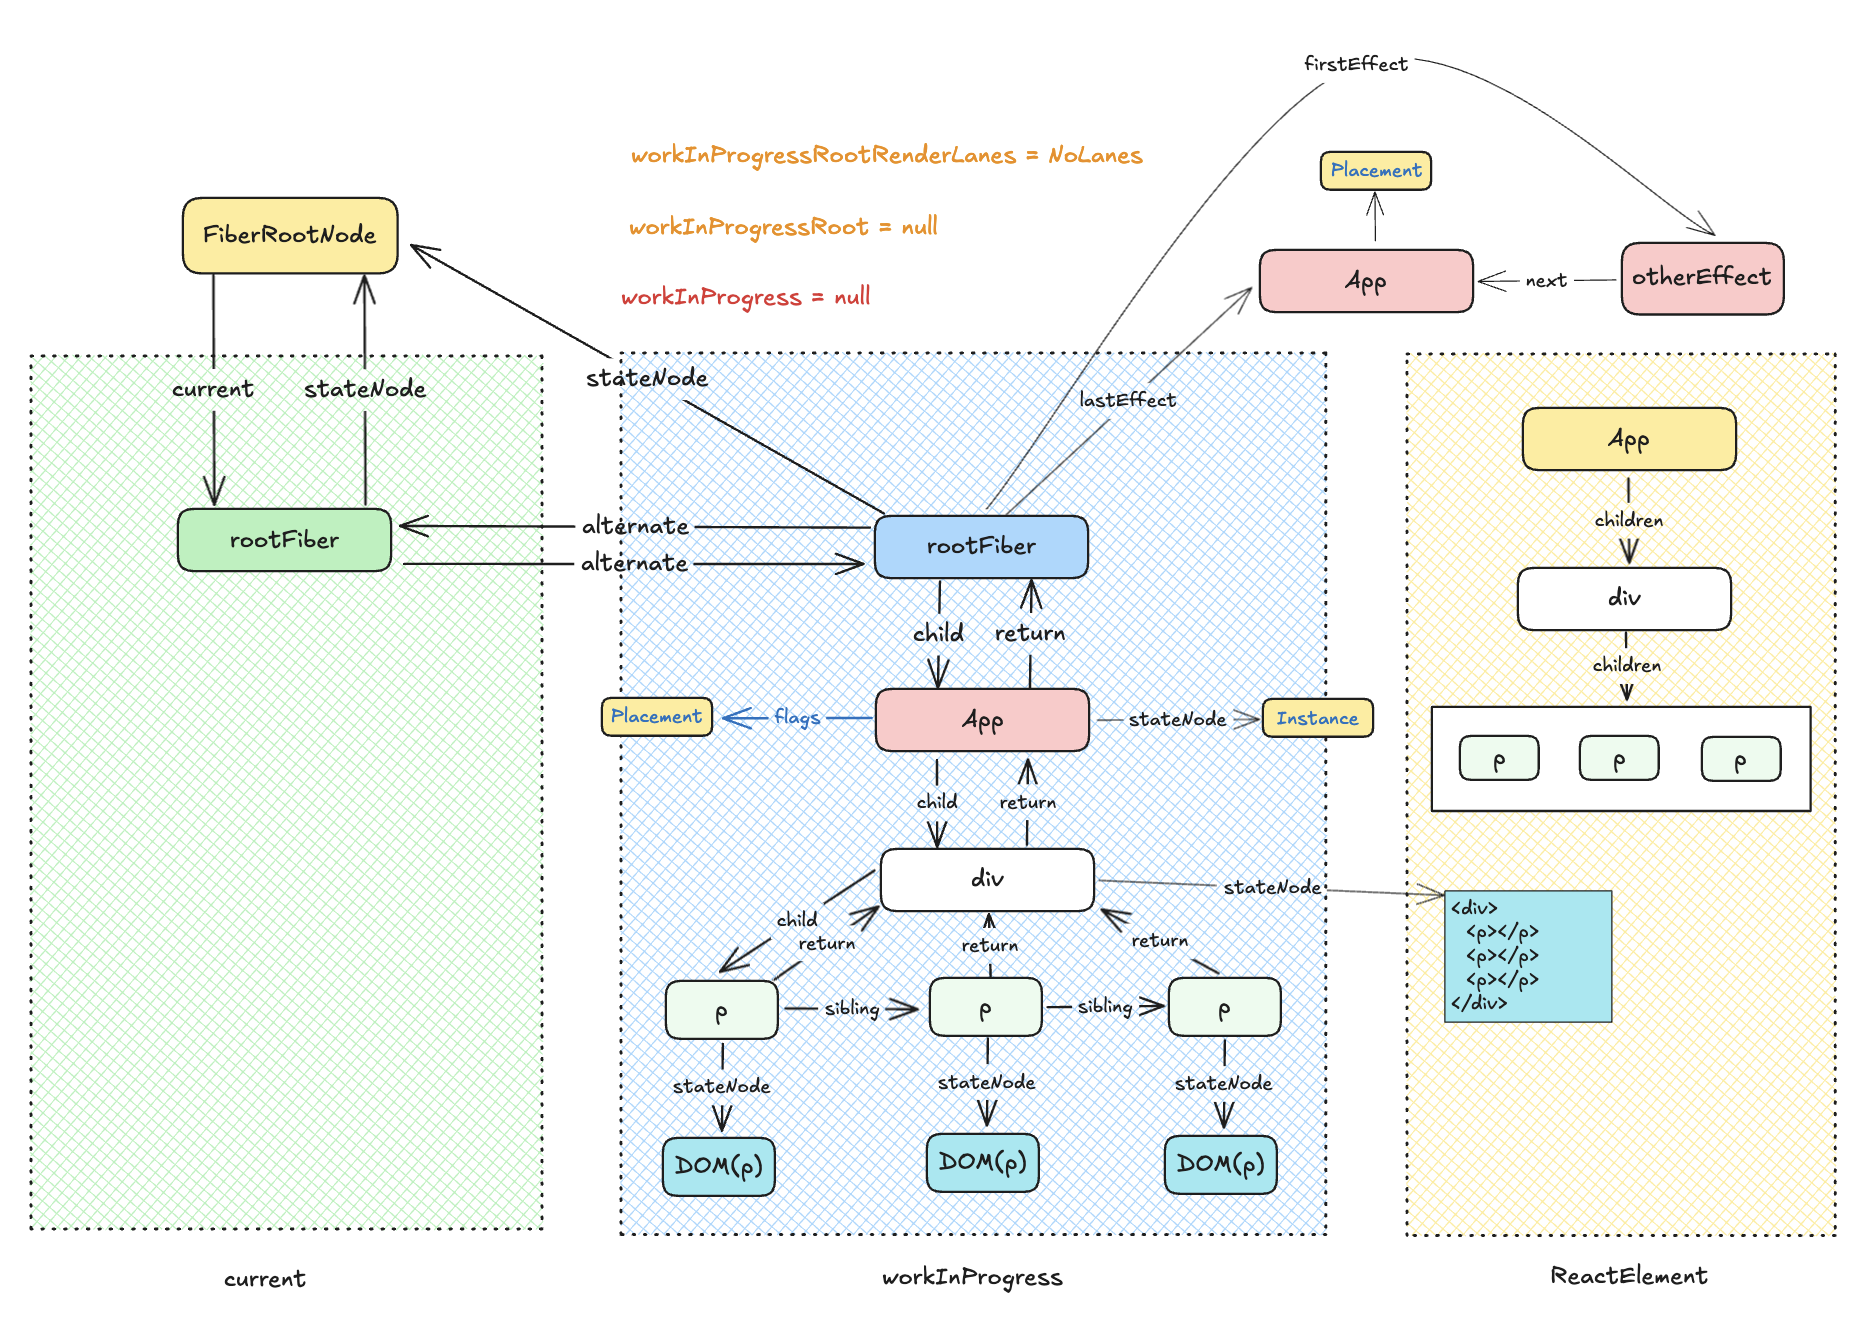 firstEffect
workInProgressRootRenderLanes = NoLanes
Placement
FiberRootNode
workInProgressRoot = null
App
next
otherEffect
workInProgress = null
current
stateNode
stateNode
lastEffect
App
children
rootFiber
alternate
alternate
rootFiber
div
child
return
children
Placement
flags
App
stateNode
Instance
p
p
p
child
return
div
stateNode
<div>
<p></p>
<p></p>
<p></p>
</div>
child
return
return
return
p
sibling
p
sibling
p
stateNode
stateNode
stateNode
DOM(p)
DOM(p)
DOM(p)
current
workInProgress
ReactElement